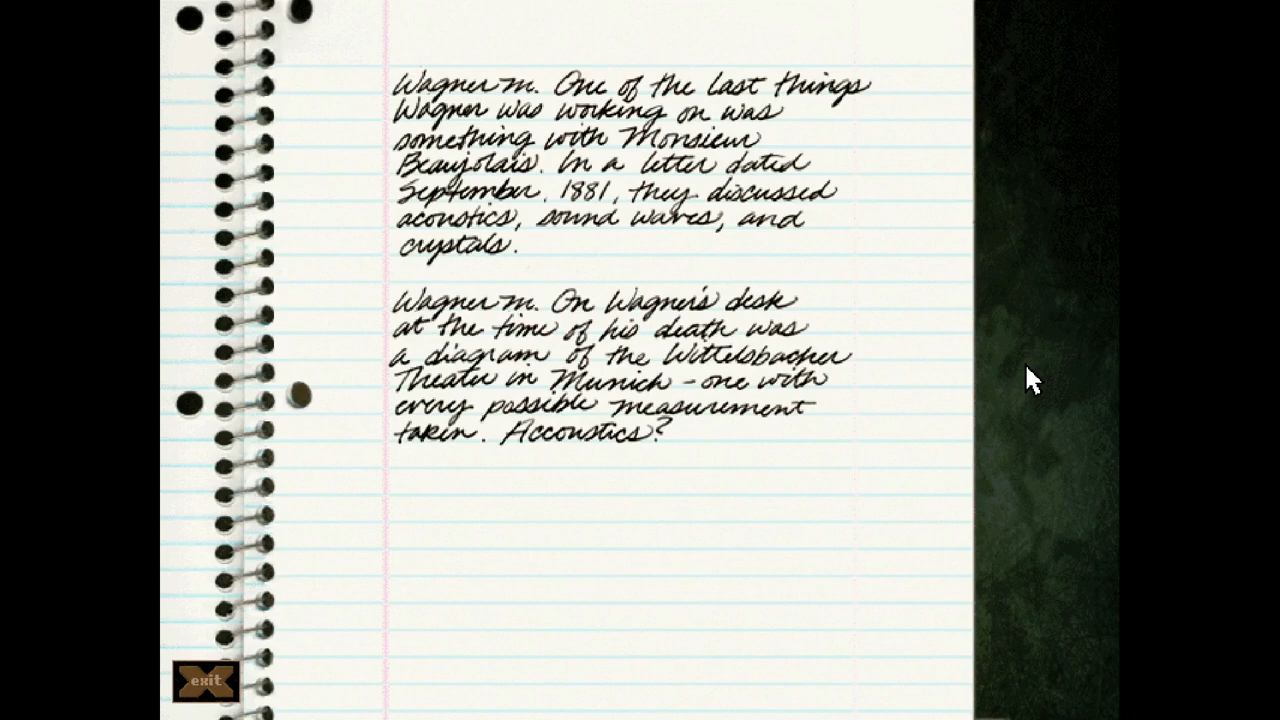 Wagner m. One of the last things
Wagner was working on was
something with Monsieur
Beaujolais. In a letter dated
September, 1881, they discussed
acoustics, sound waves, and
crystals.
Wagner m. On Wagner's desk
at the time of his death was
a diagram of the Wittelsbacher
Theater in Munich - one with
every possible measurement
taken. Accoustics?
exit